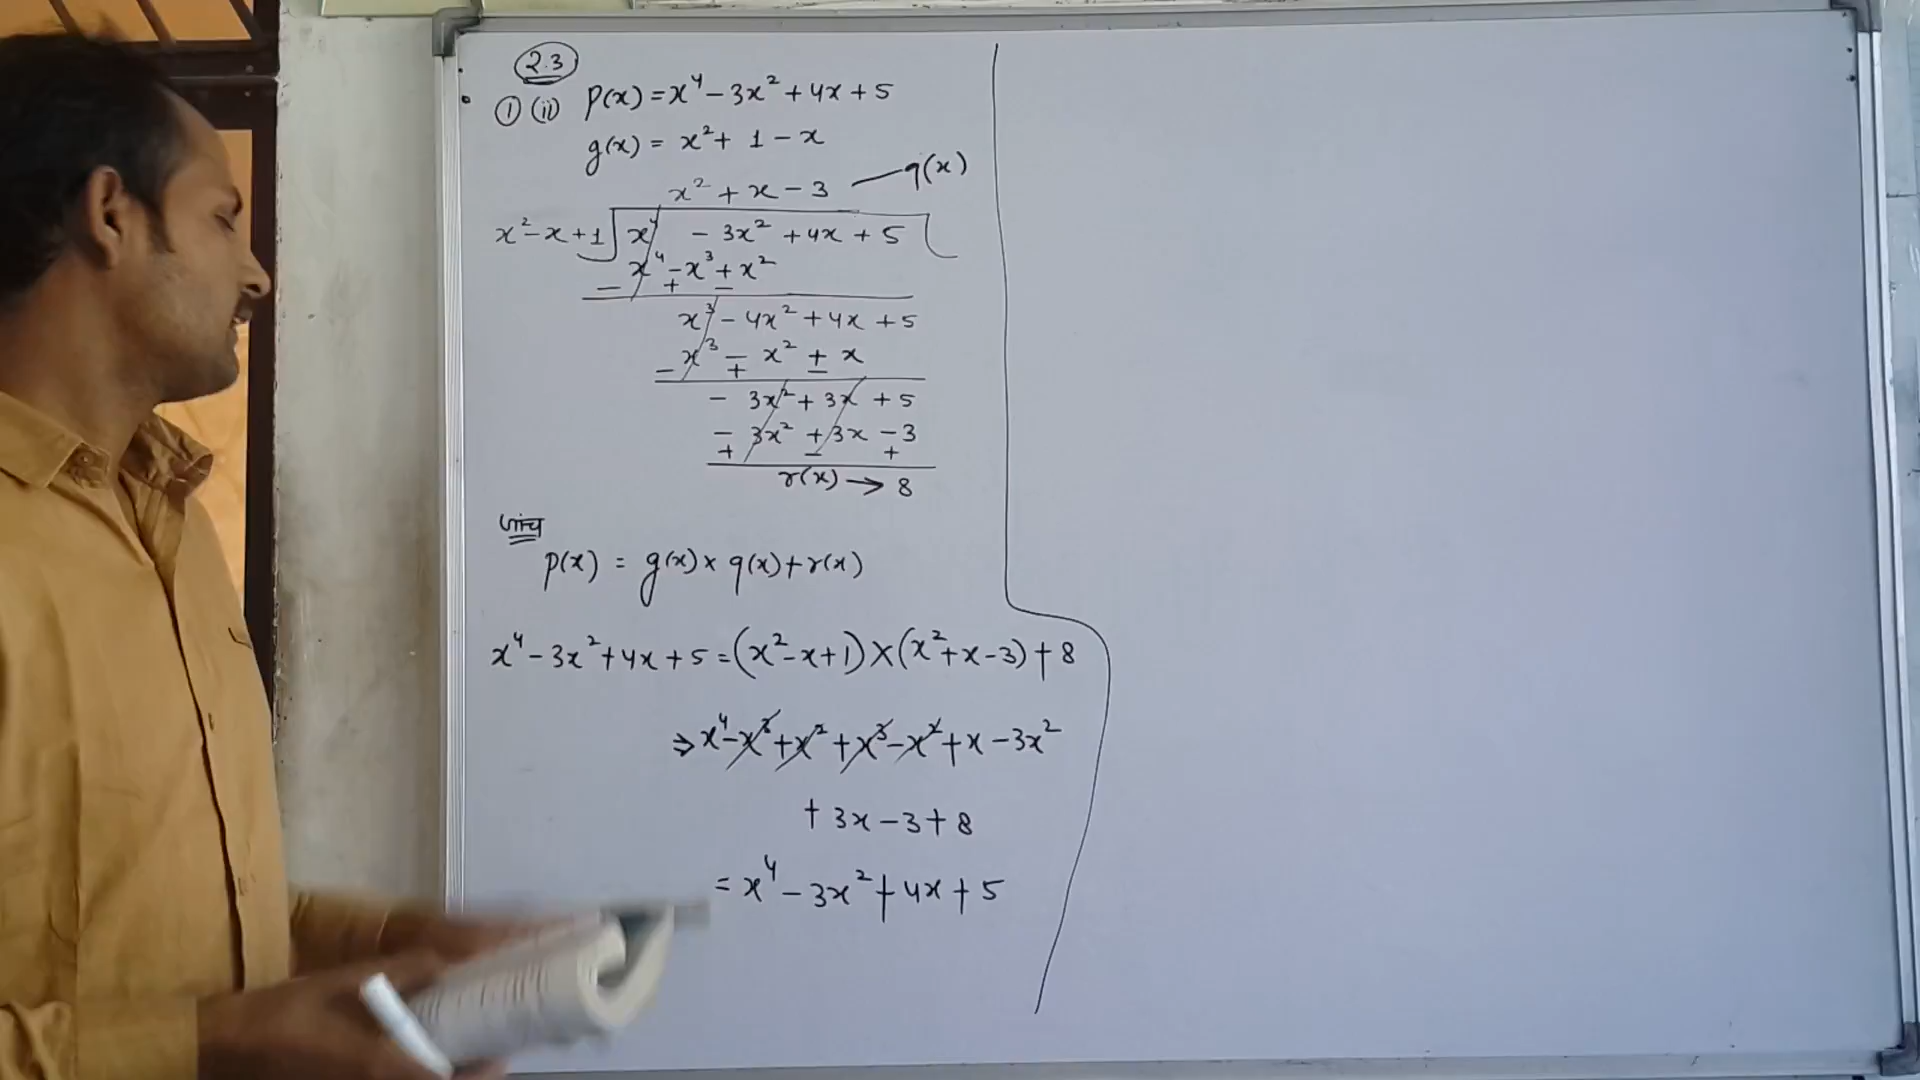 2.3
① (ii) p(x) = x⁴ - 3x² + 4x + 5
g(x) = x² + 1 - x
x² + x - 3 — q(x)
x² - x + 1 ) x⁴ - 3x² + 4x + 5 (
x⁴ - x³ + x²
- + -
x³ - 4x² + 4x + 5
x³ - x² + x
- + -
- 3x² + 3x + 5
- 3x² + 3x - 3
+ - +
r(x) → 8
जांच
p(x) = g(x) × q(x) + r(x)
x⁴ - 3x² + 4x + 5 = (x² - x + 1) × (x² + x - 3) + 8
⇒ x⁴ - x³ + x² + x³ - x² + x - 3x²
+ 3x - 3 + 8
= x⁴ - 3x² + 4x + 5